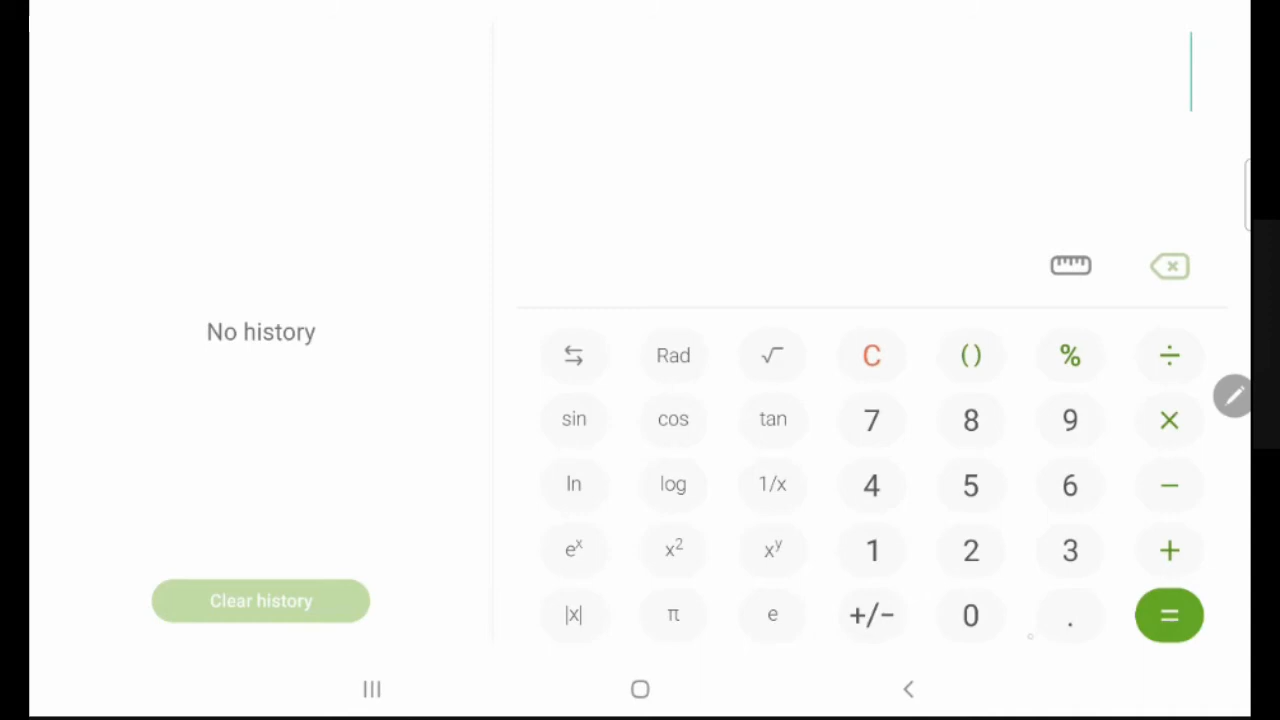 No history
Clear history
⇆ Rad √ C () % ÷
sin cos tan 7 8 9 ×
ln log 1/x 4 5 6 −
eˣ x² xʸ 1 2 3 +
|x| π e +/− 0 . =